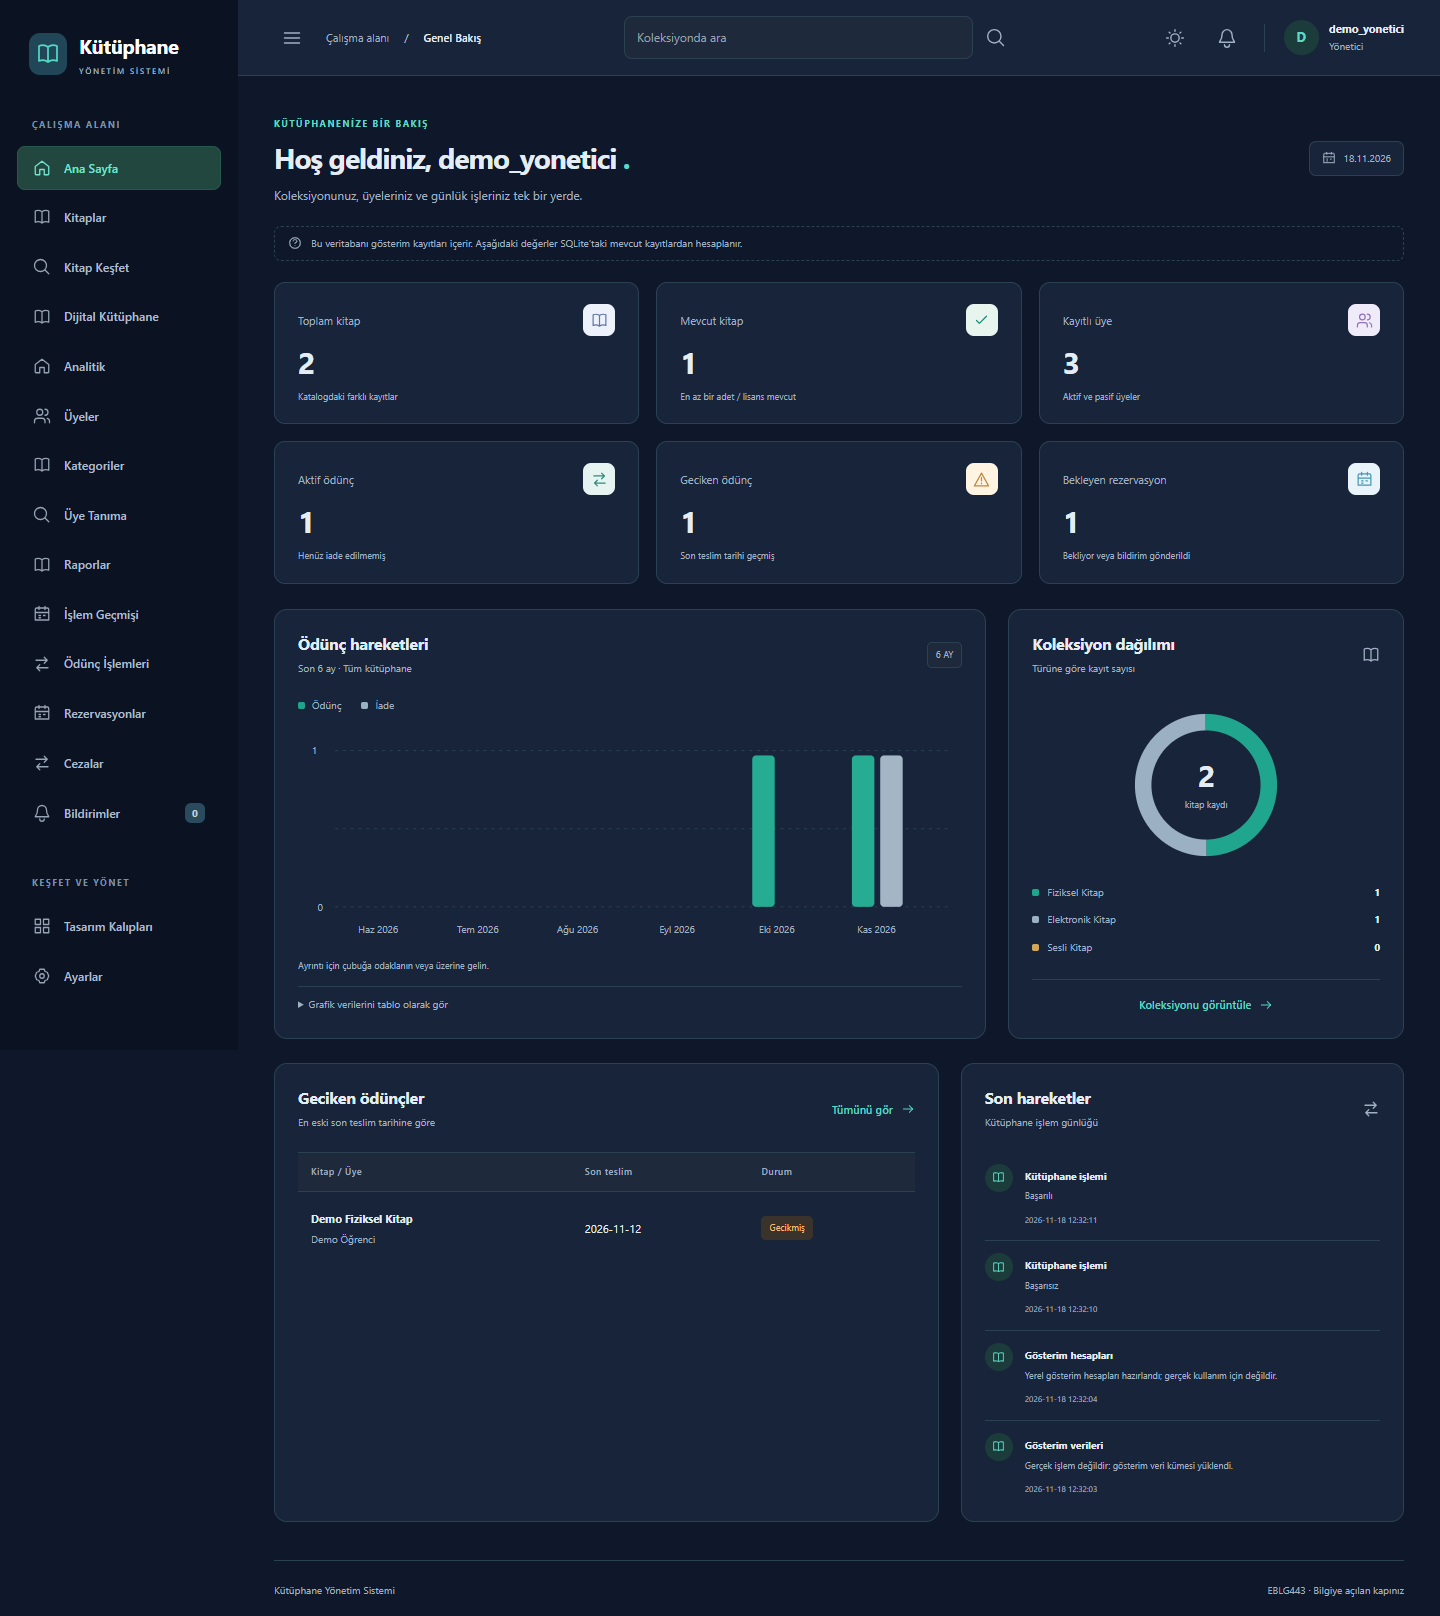 Kütüphane
YÖNETİM SİSTEMİ
ÇALIŞMA ALANI
Ana Sayfa
Kitaplar
Kitap Keşfet
Dijital Kütüphane
Analitik
Üyeler
Kategoriler
Üye Tanıma
Raporlar
İşlem Geçmişi
Ödünç İşlemleri
Rezervasyonlar
Cezalar
Bildirimler 0
KEŞFET VE YÖNET
Tasarım Kalıpları
Ayarlar
Çalışma alanı / Genel Bakış
Koleksiyonda ara
D
demo_yonetici
Yönetici
KÜTÜPHANENİZE BİR BAKIŞ
Hoş geldiniz, demo_yonetici .
Koleksiyonunuz, üyeleriniz ve günlük işleriniz tek bir yerde.
18.11.2026
Bu veritabanı gösterim kayıtları içerir. Aşağıdaki değerler SQLite'taki mevcut kayıtlardan hesaplanır.
Toplam kitap
2
Katalogdaki farklı kayıtlar
Mevcut kitap
1
En az bir adet / lisans mevcut
Kayıtlı üye
3
Aktif ve pasif üyeler
Aktif ödünç
1
Henüz iade edilmemiş
Geciken ödünç
1
Son teslim tarihi geçmiş
Bekleyen rezervasyon
1
Bekliyor veya bildirim gönderildi
Ödünç hareketleri
Son 6 ay · Tüm kütüphane
6 AY
Ödünç İade
1
0
Haz 2026 Tem 2026 Ağu 2026 Eyl 2026 Eki 2026 Kas 2026
Ayrıntı için çubuğa odaklanın veya üzerine gelin.
Grafik verilerini tablo olarak gör
Koleksiyon dağılımı
Türüne göre kayıt sayısı
2
kitap kaydı
Fiziksel Kitap 1
Elektronik Kitap 1
Sesli Kitap 0
Koleksiyonu görüntüle →
Geciken ödünçler
En eski son teslim tarihine göre
Tümünü gör →
Kitap / Üye Son teslim Durum
Demo Fiziksel Kitap
Demo Öğrenci
2026-11-12
Gecikmiş
Son hareketler
Kütüphane işlem günlüğü
Kütüphane işlemi
Başarılı
2026-11-18 12:32:11
Kütüphane işlemi
Başarısız
2026-11-18 12:32:10
Gösterim hesapları
Yerel gösterim hesapları hazırlandı; gerçek kullanım için değildir.
2026-11-18 12:32:04
Gösterim verileri
Gerçek işlem değildir: gösterim veri kümesi yüklendi.
2026-11-18 12:32:03
Kütüphane Yönetim Sistemi
EBLG443 · Bilgiye açılan kapınız